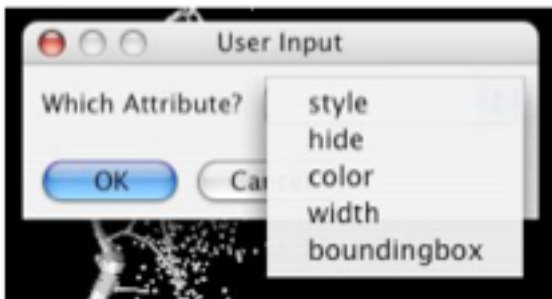 User Input
Which Attribute?
style
hide
color
width
boundingbox
OK